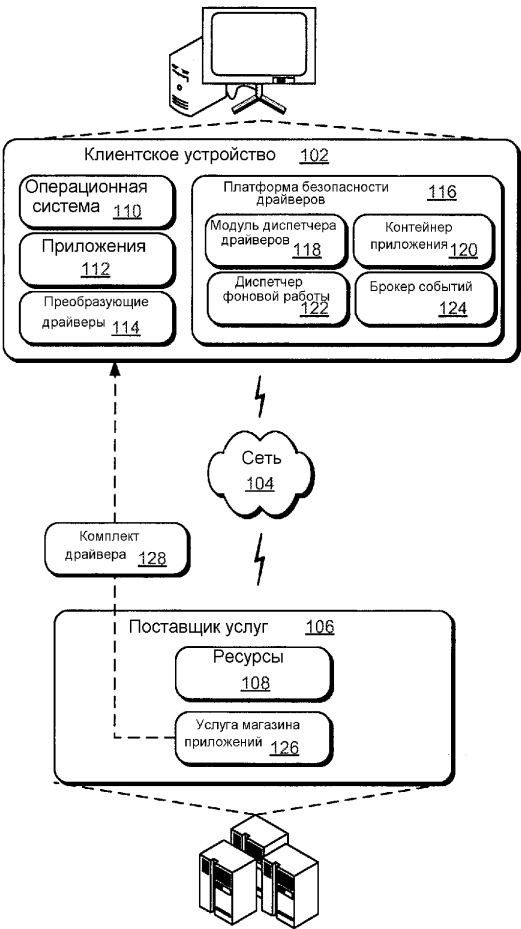 Клиентское устройство 102
Операционная
система 110
Приложения
112
Преобразующие
драйверы 114
Платформа безопасности
драйверов 116
Модуль диспетчера
драйверов 118
Контейнер
приложения 120
Диспетчер
фоновой работы
122
Брокер событий
124
Сеть
104
Комплект
драйвера 128
Поставщик услуг 106
Ресурсы
108
Услуга магазина
приложений 126